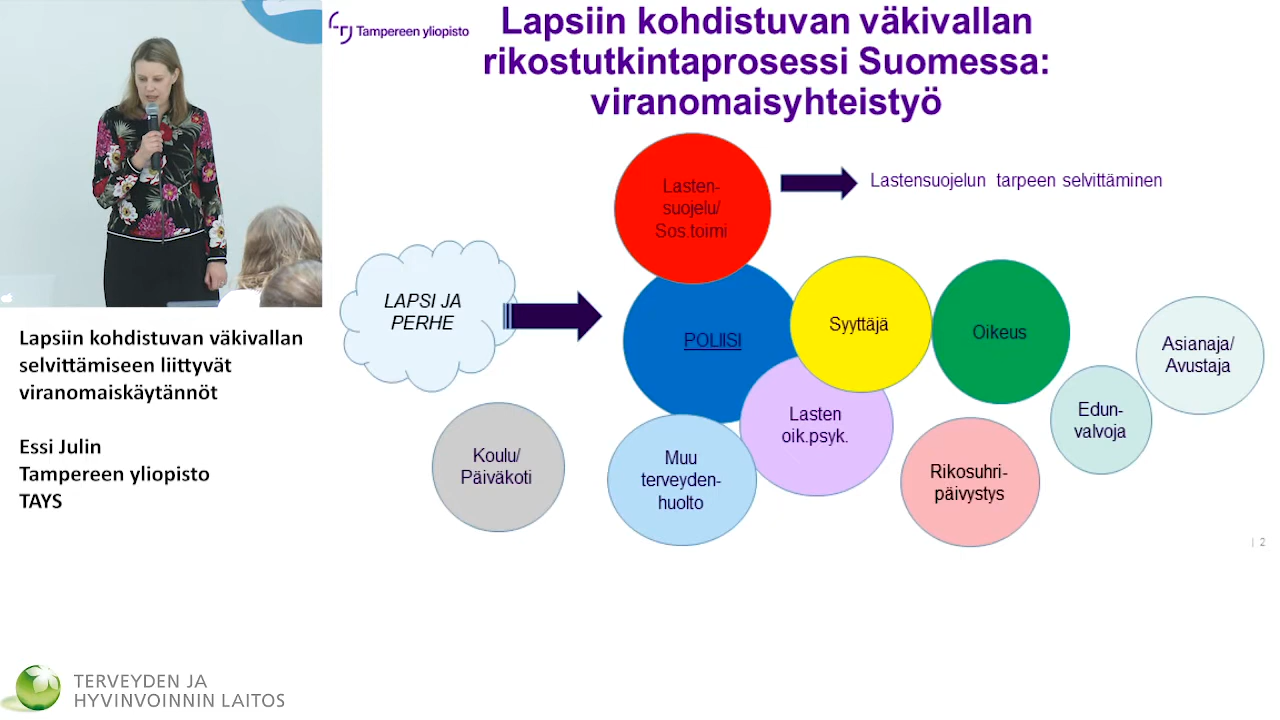 Tampereen yliopisto
Lapsiin kohdistuvan väkivallan
rikostutkintaprosessi Suomessa:
viranomaisyhteistyö
Lasten-
suojelu/
Sos.toimi
Lastensuojelun tarpeen selvittäminen
LAPSI JA
PERHE
POLIISI
Syyttäjä
Oikeus
Asianaja/
Avustaja
Edun-
valvoja
Lasten
oik.psyk.
Koulu/
Päiväkoti
Muu
terveyden-
huolto
Rikosuhri-
päivystys
| 2
Lapsiin kohdistuvan väkivallan
selvittämiseen liittyvät
viranomaiskäytännöt
Essi Julin
Tampereen yliopisto
TAYS
TERVEYDEN JA
HYVINVOINNIN LAITOS